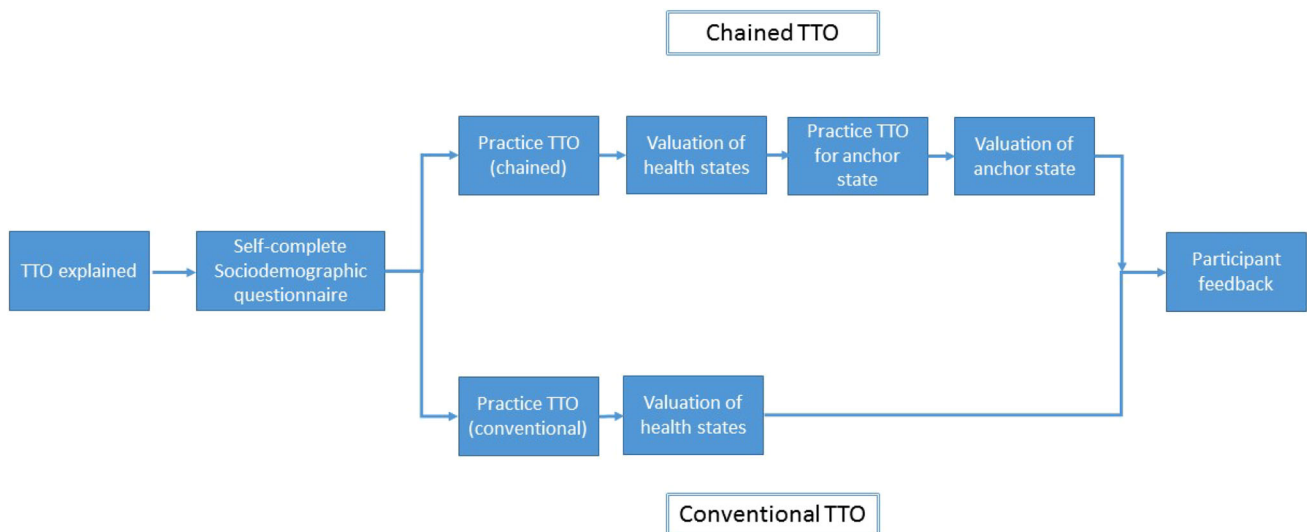 Chained TTO
Practice TTO
(chained)
Valuation of
health states
Practice TTO
for anchor
state
Valuation of
anchor state
TTO explained
Self-complete
Sociodemographic
questionnaire
Participant
feedback
Practice TTO
(conventional)
Valuation of
health states
Conventional TTO